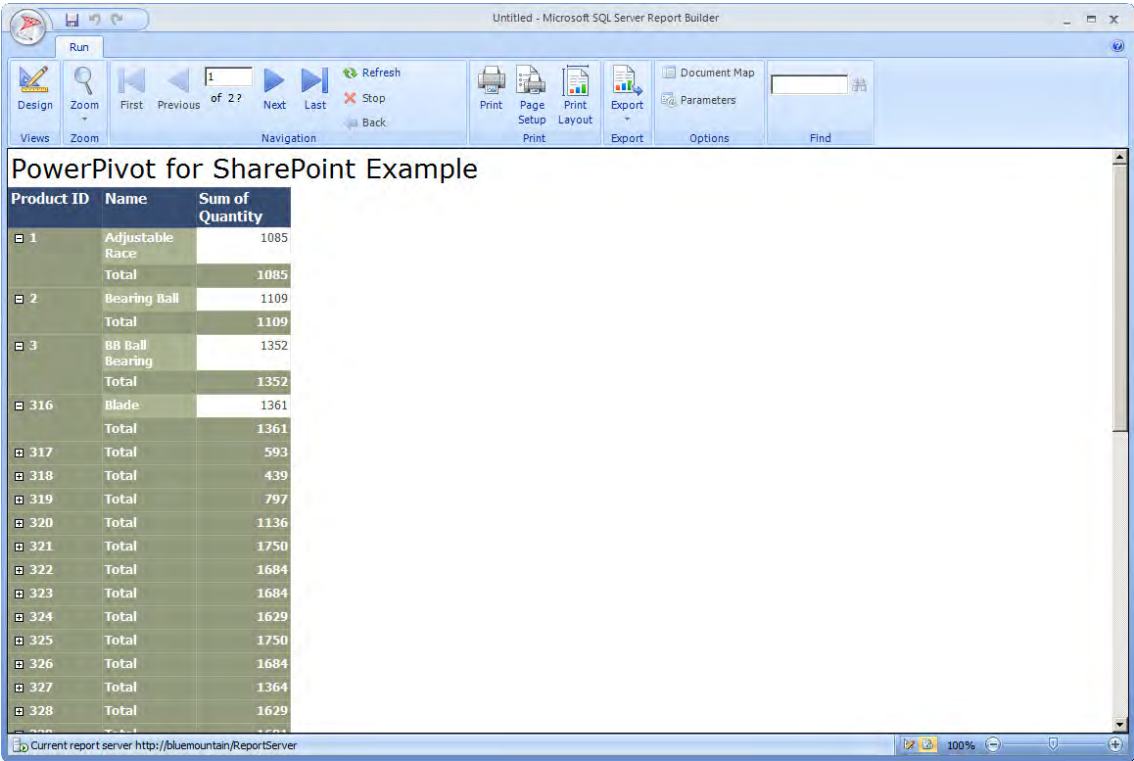 Untitled - Microsoft SQL Server Report Builder
Run
Design
Zoom
First
Previous
1
of 2?
Next
Last
Refresh
Stop
Back
Print
Page Setup
Print Layout
Export
Document Map
Parameters
Views
Zoom
Navigation
Print
Export
Options
Find
PowerPivot for SharePoint Example
Product ID Name Sum of
Quantity
1 Adjustable 1085
Race
Total 1085
2 Bearing Ball 1109
Total 1109
3 BB Ball 1352
Bearing
Total 1352
316 Blade 1361
Total 1361
317 Total 593
318 Total 439
319 Total 797
320 Total 1136
321 Total 1750
322 Total 1684
323 Total 1684
324 Total 1629
325 Total 1750
326 Total 1684
327 Total 1364
328 Total 1629
Current report server http://bluemountain/ReportServer
100%